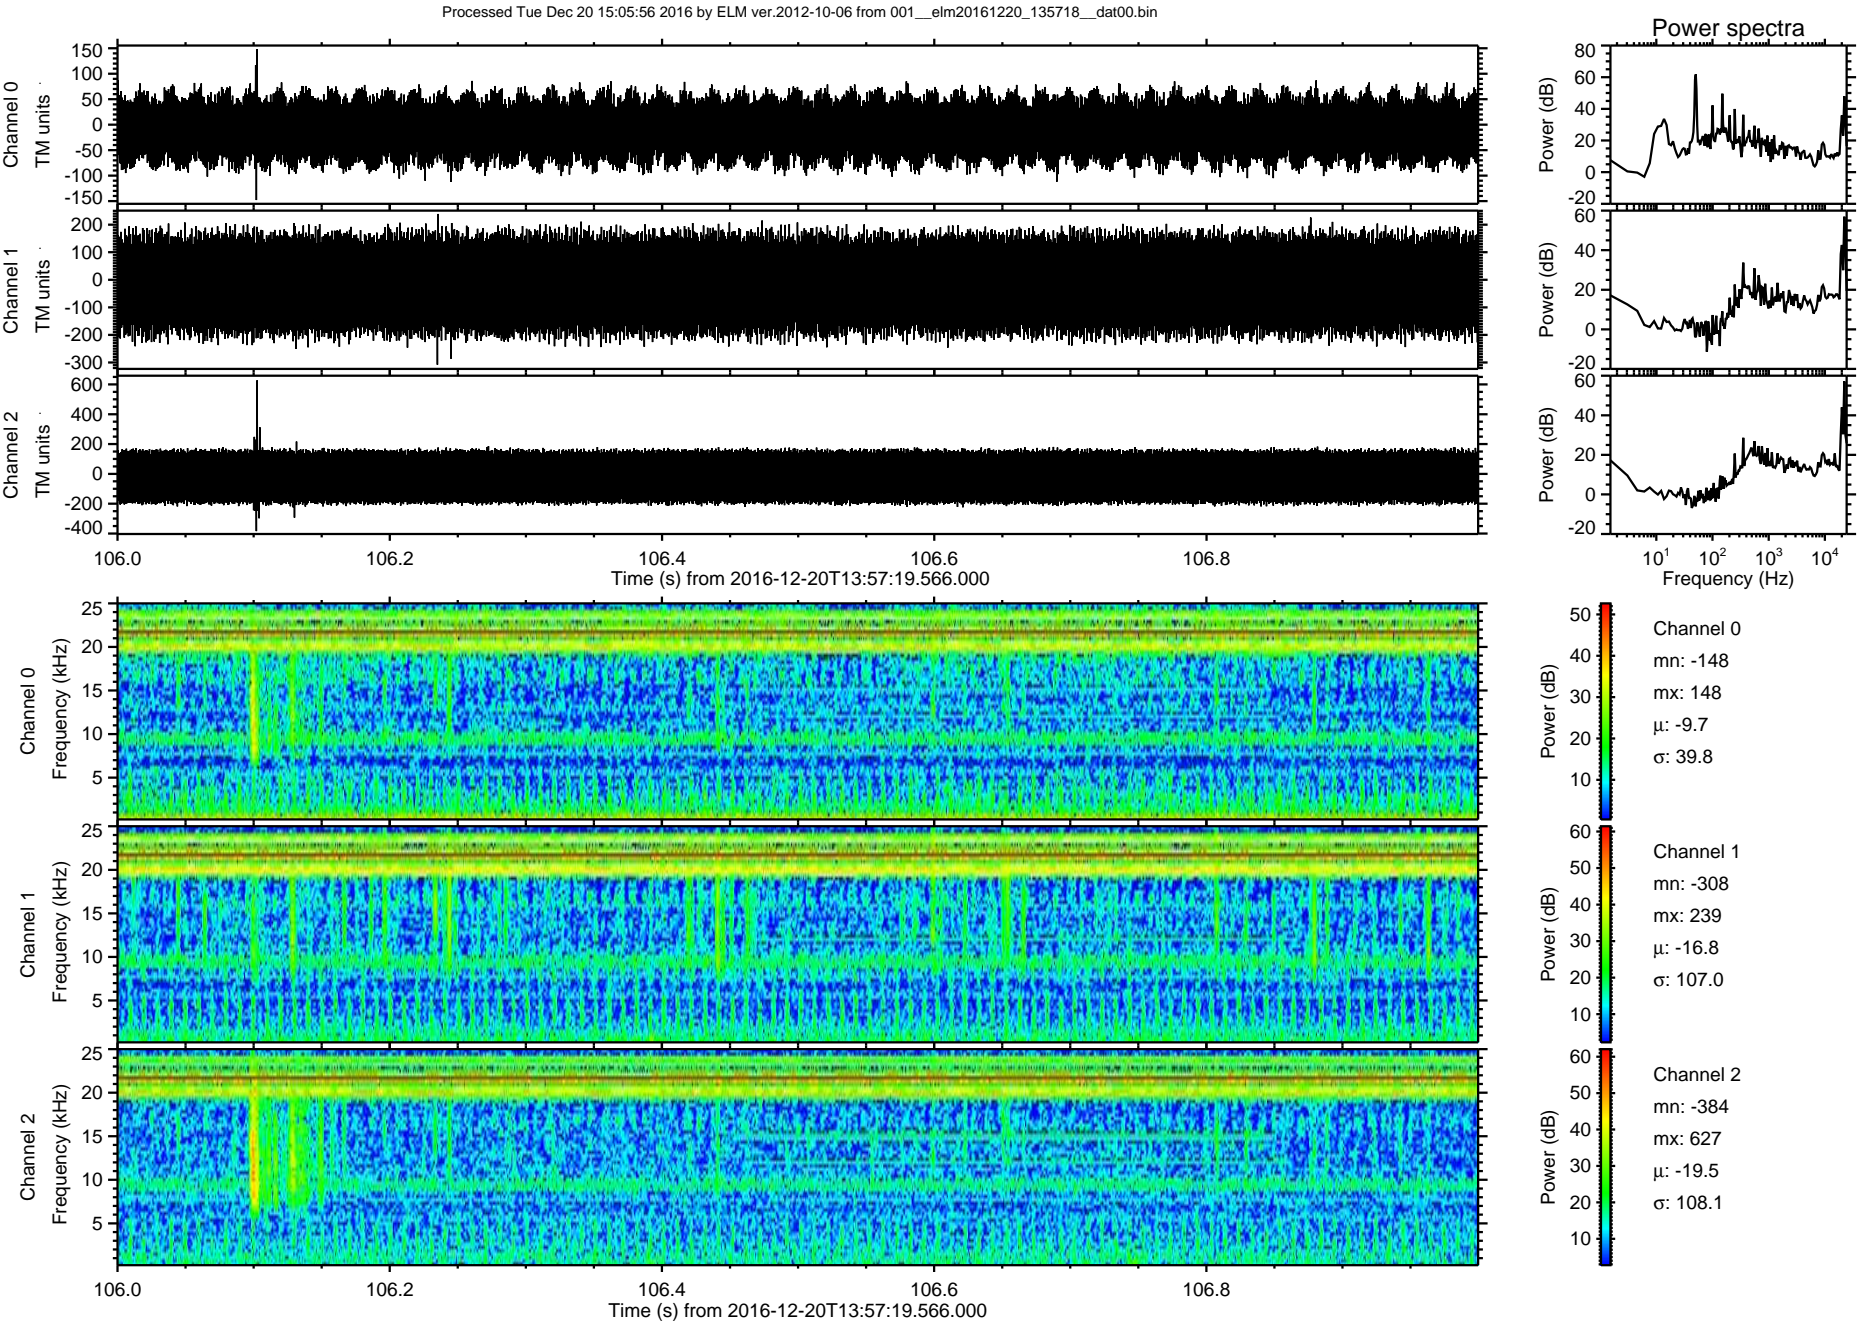 Processed Tue Dec 20 15:05:56 2016 by ELM ver.2012-10-06 from 001__elm20161220_135718__dat00.bin
Power spectra
Channel 0
TM units
150
100
50
0
-50
-100
-150
Power (dB)
80
60
40
20
0
-20
Channel 1
TM units
200
100
0
-100
-200
-300
Power (dB)
60
40
20
0
-20
Channel 2
TM units
600
400
200
0
-200
-400
Power (dB)
60
40
20
0
-20
106.0 106.2 106.4 106.6 106.8
Time (s) from 2016-12-20T13:57:19.566.000
10^1 10^2 10^3 10^4
Frequency (Hz)
Channel 0
Frequency (kHz)
25
20
15
10
5
Power (dB)
50
40
30
20
10
Channel 0
mn: -148
mx: 148
μ: -9.7
σ: 39.8
Channel 1
Frequency (kHz)
25
20
15
10
5
Power (dB)
60
50
40
30
20
10
Channel 1
mn: -308
mx: 239
μ: -16.8
σ: 107.0
Channel 2
Frequency (kHz)
25
20
15
10
5
Power (dB)
60
50
40
30
20
10
Channel 2
mn: -384
mx: 627
μ: -19.5
σ: 108.1
106.0 106.2 106.4 106.6 106.8
Time (s) from 2016-12-20T13:57:19.566.000